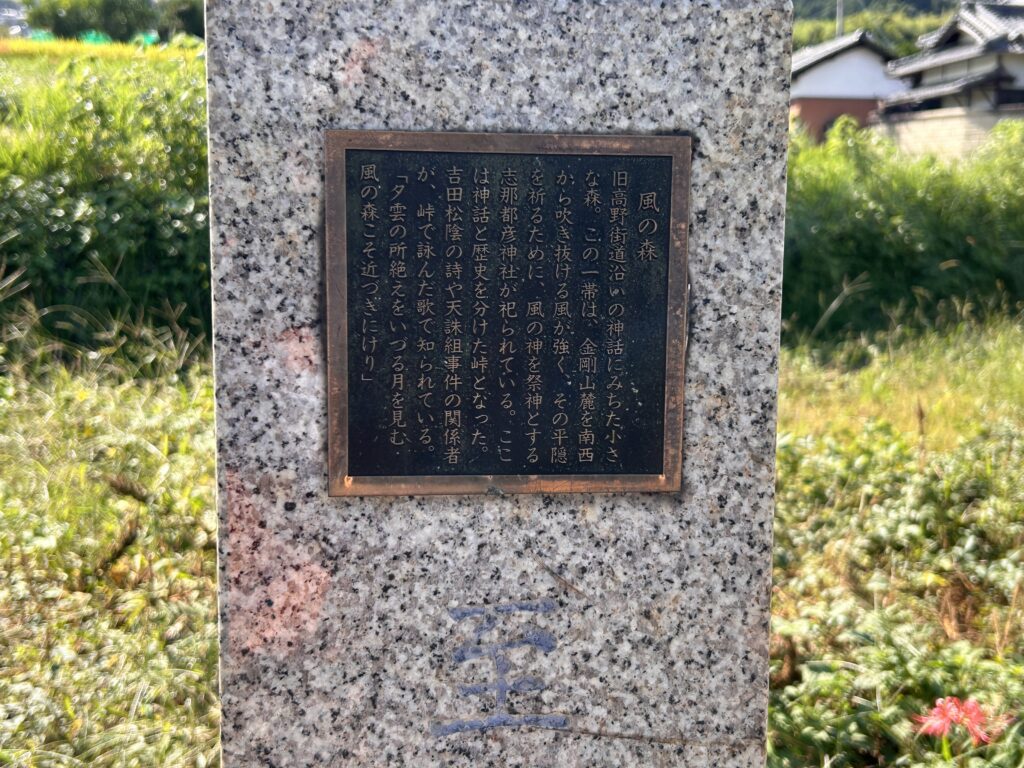 風の森
旧高野街道沿いの神話にみちた小さ
な森。この一帯は、金剛山麓を南西
から吹き抜ける風が強く、その平隠
を祈るために、風の神を祭神とする
志那都彦神社が祀られている。ここ
は神話と歴史を分けた峠となった。
吉田松陰の詩や天誅組事件の関係者
が、峠で詠んだ歌で知られている。
「夕雲の所絶えをいづる月を見む
風の森こそ近づきにけり」
至